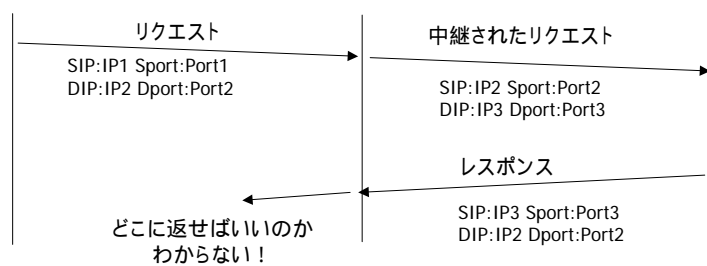 リクエスト
SIP:IP1 Sport:Port1
DIP:IP2 Dport:Port2
中継されたリクエスト
SIP:IP2 Sport:Port2
DIP:IP3 Dport:Port3
レスポンス
SIP:IP3 Sport:Port3
DIP:IP2 Dport:Port2
どこに返せばいいのか
わからない！